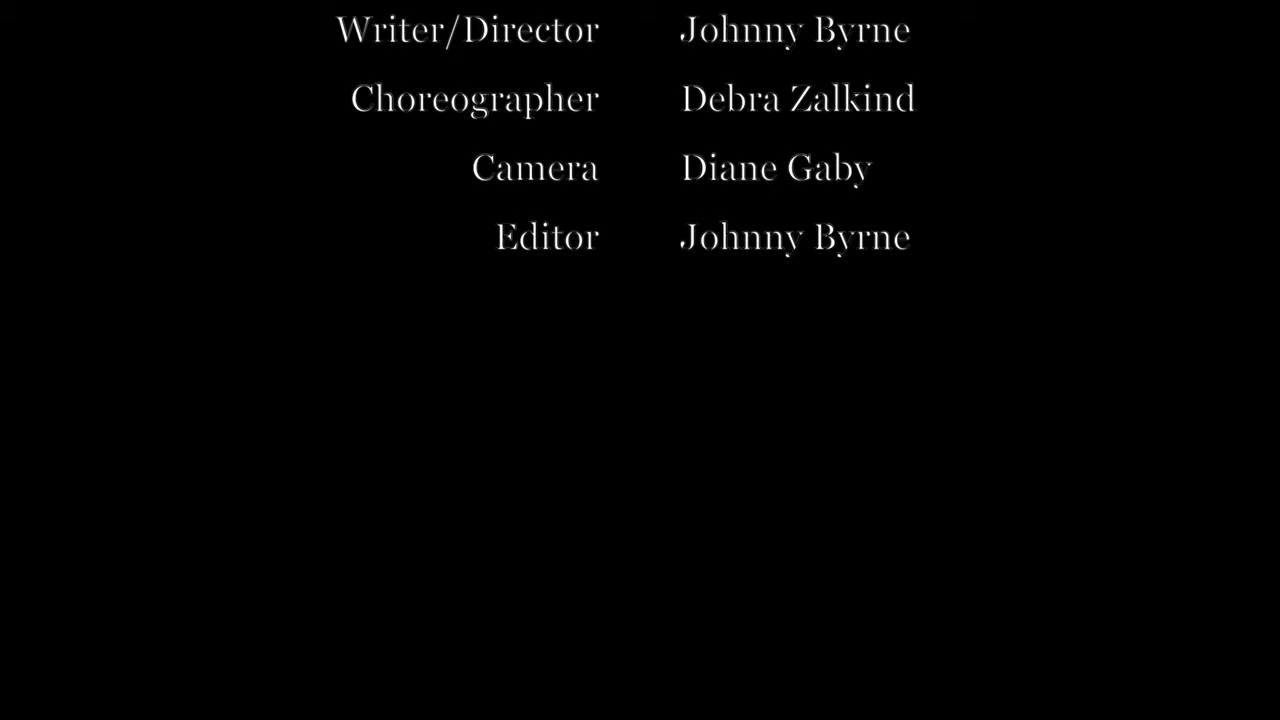 Writer/Director Johnny Byrne
Choreographer Debra Zalkind
Camera Diane Gaby
Editor Johnny Byrne